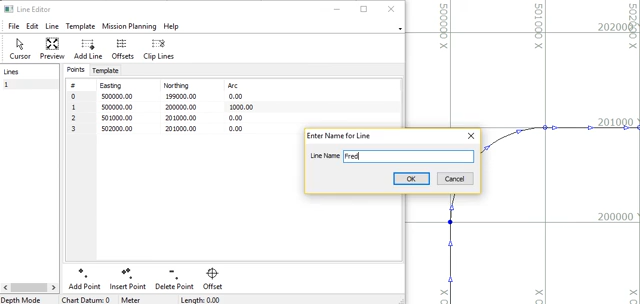 Line Editor
File Edit Line Template Mission Planning Help
Cursor Preview Add Line Offsets Clip Lines
Lines
1
Points Template
# Easting Northing Arc
0 500000.00 199000.00 0.00
1 500000.00 200000.00 1000.00
2 501000.00 201000.00 0.00
3 502000.00 201000.00 0.00
Enter Name for Line
Line Name Fred
OK Cancel
Add Point Insert Point Delete Point Offset
Depth Mode Chart Datum: 0 Meter Length: 0.00
500000 X
501000 X
502000 X
202000 Y
201000 Y
200000 Y